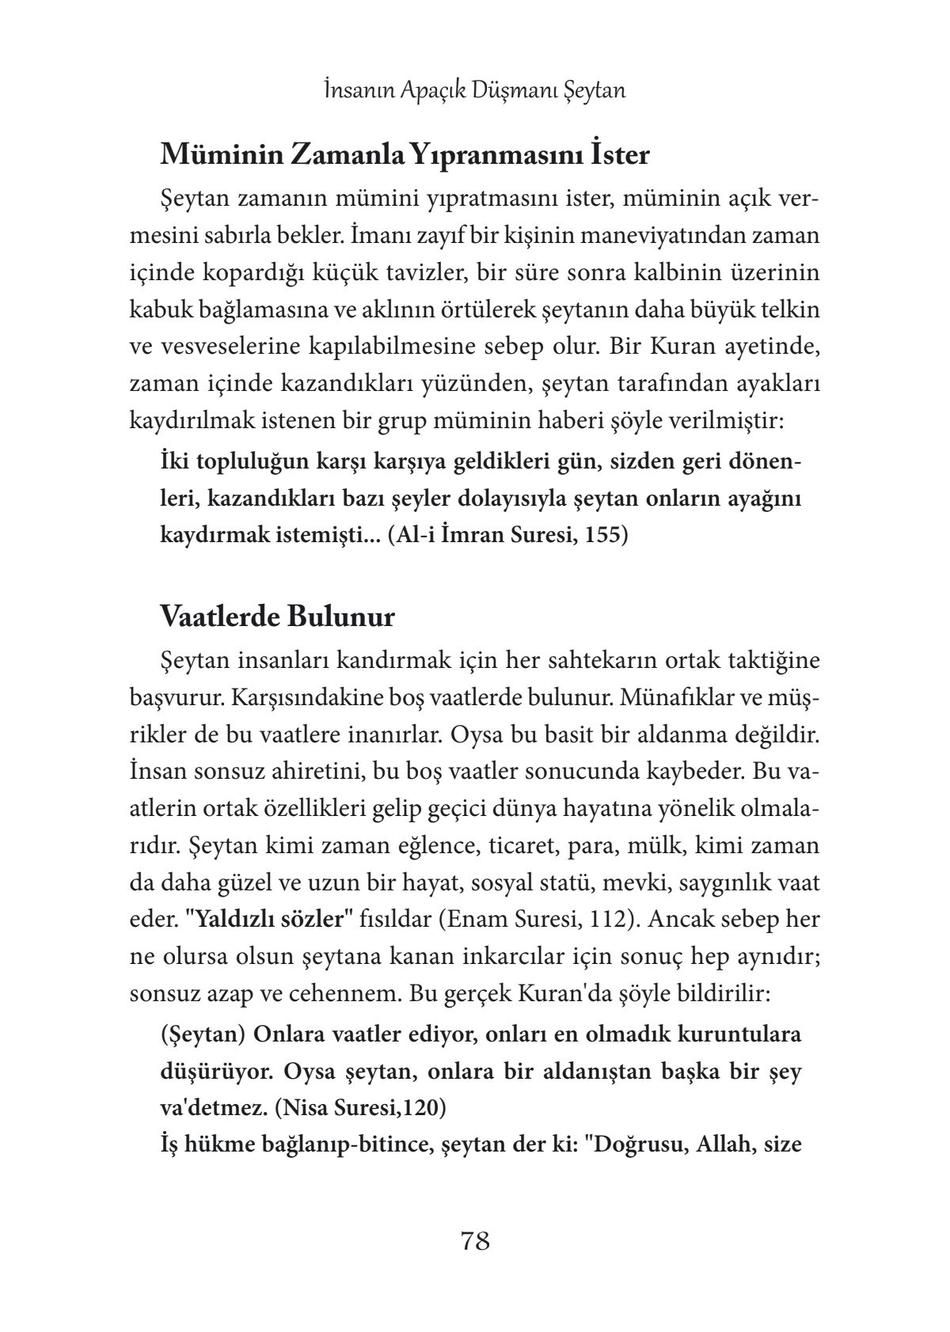 İnsanın Apaçık Düşmanı Şeytan
Müminin Zamanla Yıpranmasını İster
Şeytan zamanın mümini yıpratmasını ister, müminin açık ver-
mesini sabırla bekler. İmanı zayıf bir kişinin maneviyatından zaman
içinde kopardığı küçük tavizler, bir süre sonra kalbinin üzerinin
kabuk bağlamasına ve aklının örtülerek şeytanın daha büyük telkin
ve vesveselerine kapılabilmesine sebep olur. Bir Kuran ayetinde,
zaman içinde kazandıkları yüzünden, şeytan tarafından ayakları
kaydırılmak istenen bir grup müminin haberi şöyle verilmiştir:
İki topluluğun karşı karşıya geldikleri gün, sizden geri dönen-
leri, kazandıkları bazı şeyler dolayısıyla şeytan onların ayağını
kaydırmak istemişti... (Al-i İmran Suresi, 155)
Vaatlerde Bulunur
Şeytan insanları kandırmak için her sahtekarın ortak taktiğine
başvurur. Karşısındakine boş vaatlerde bulunur. Münafıklar ve müş-
rikler de bu vaatlere inanırlar. Oysa bu basit bir aldanma değildir.
İnsan sonsuz ahiretini, bu boş vaatler sonucunda kaybeder. Bu va-
atlerin ortak özellikleri gelip geçici dünya hayatına yönelik olmala-
rıdır. Şeytan kimi zaman eğlence, ticaret, para, mülk, kimi zaman
da daha güzel ve uzun bir hayat, sosyal statü, mevki, saygınlık vaat
eder. "Yaldızlı sözler" fısıldar (Enam Suresi, 112). Ancak sebep her
ne olursa olsun şeytana kanan inkarcılar için sonuç hep aynıdır;
sonsuz azap ve cehennem. Bu gerçek Kuran'da şöyle bildirilir:
(Şeytan) Onlara vaatler ediyor, onları en olmadık kuruntulara
düşürüyor. Oysa şeytan, onlara bir aldanıştan başka bir şey
va'detmez. (Nisa Suresi,120)
İş hükme bağlanıp-bitince, şeytan der ki: "Doğrusu, Allah, size
78